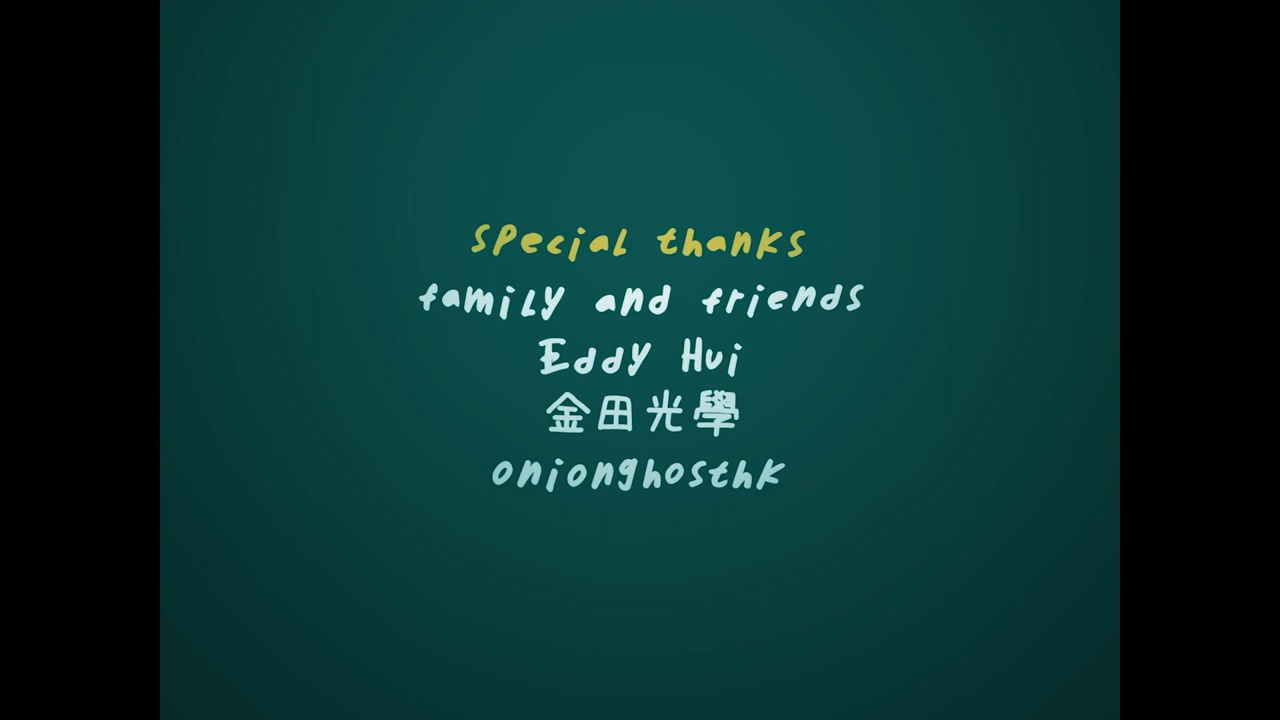 special thanks
family and friends
Eddy Hui
金田光學
onionghosthk